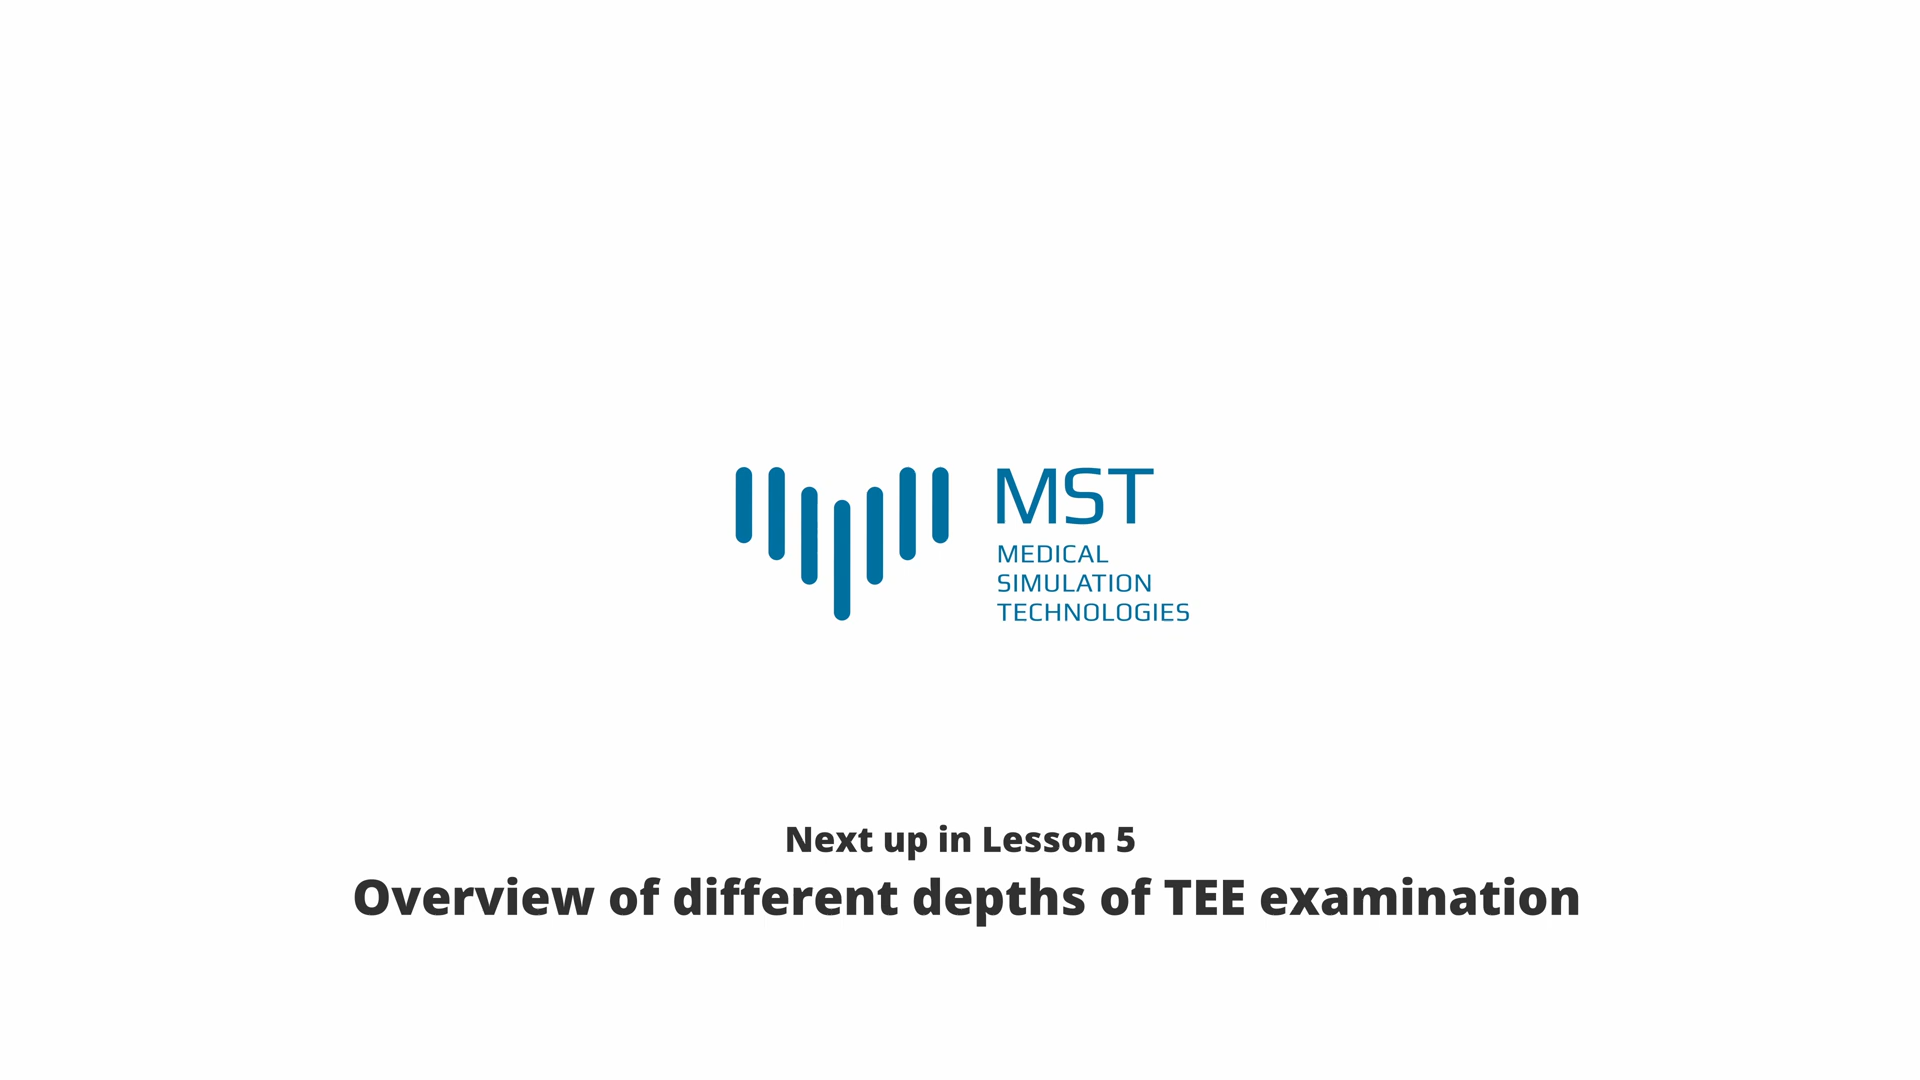 MST
MEDICAL
SIMULATION
TECHNOLOGIES
Next up in Lesson 5
Overview of different depths of TEE examination